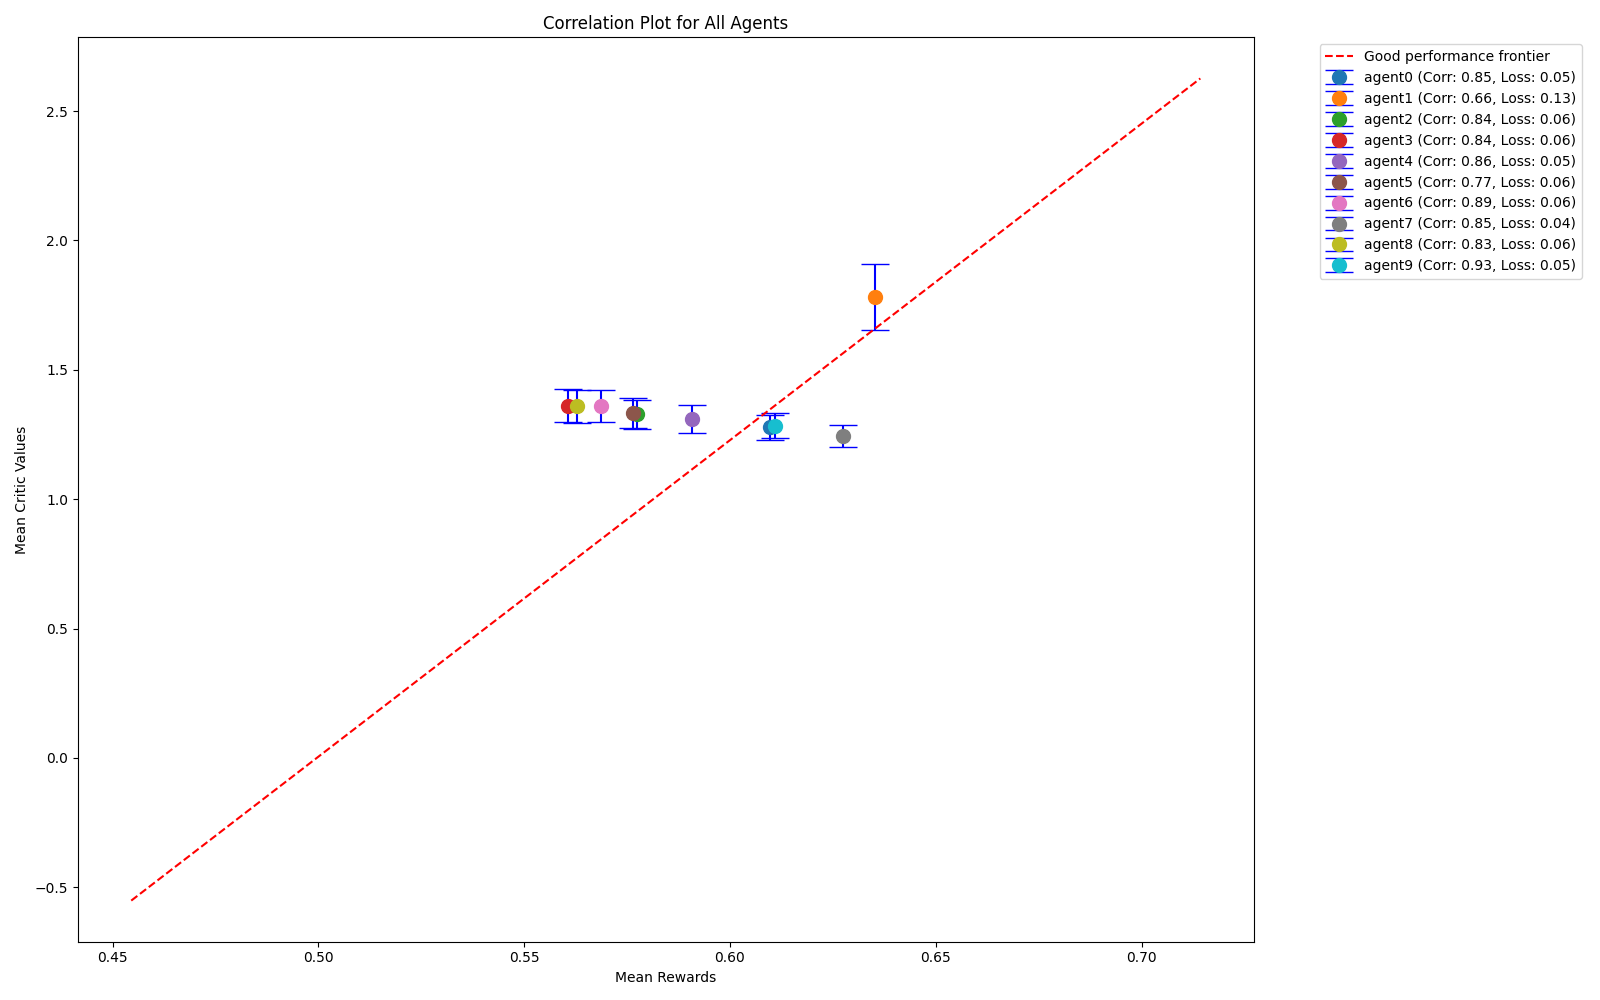 Correlation Plot for All Agents
Good performance frontier
agent0 (Corr: 0.85, Loss: 0.05)
agent1 (Corr: 0.66, Loss: 0.13)
agent2 (Corr: 0.84, Loss: 0.06)
agent3 (Corr: 0.84, Loss: 0.06)
agent4 (Corr: 0.86, Loss: 0.05)
agent5 (Corr: 0.77, Loss: 0.06)
agent6 (Corr: 0.89, Loss: 0.06)
agent7 (Corr: 0.85, Loss: 0.04)
agent8 (Corr: 0.83, Loss: 0.06)
agent9 (Corr: 0.93, Loss: 0.05)
Mean Critic Values
2.5
2.0
1.5
1.0
0.5
0.0
−0.5
0.45 0.50 0.55 0.60 0.65 0.70
Mean Rewards